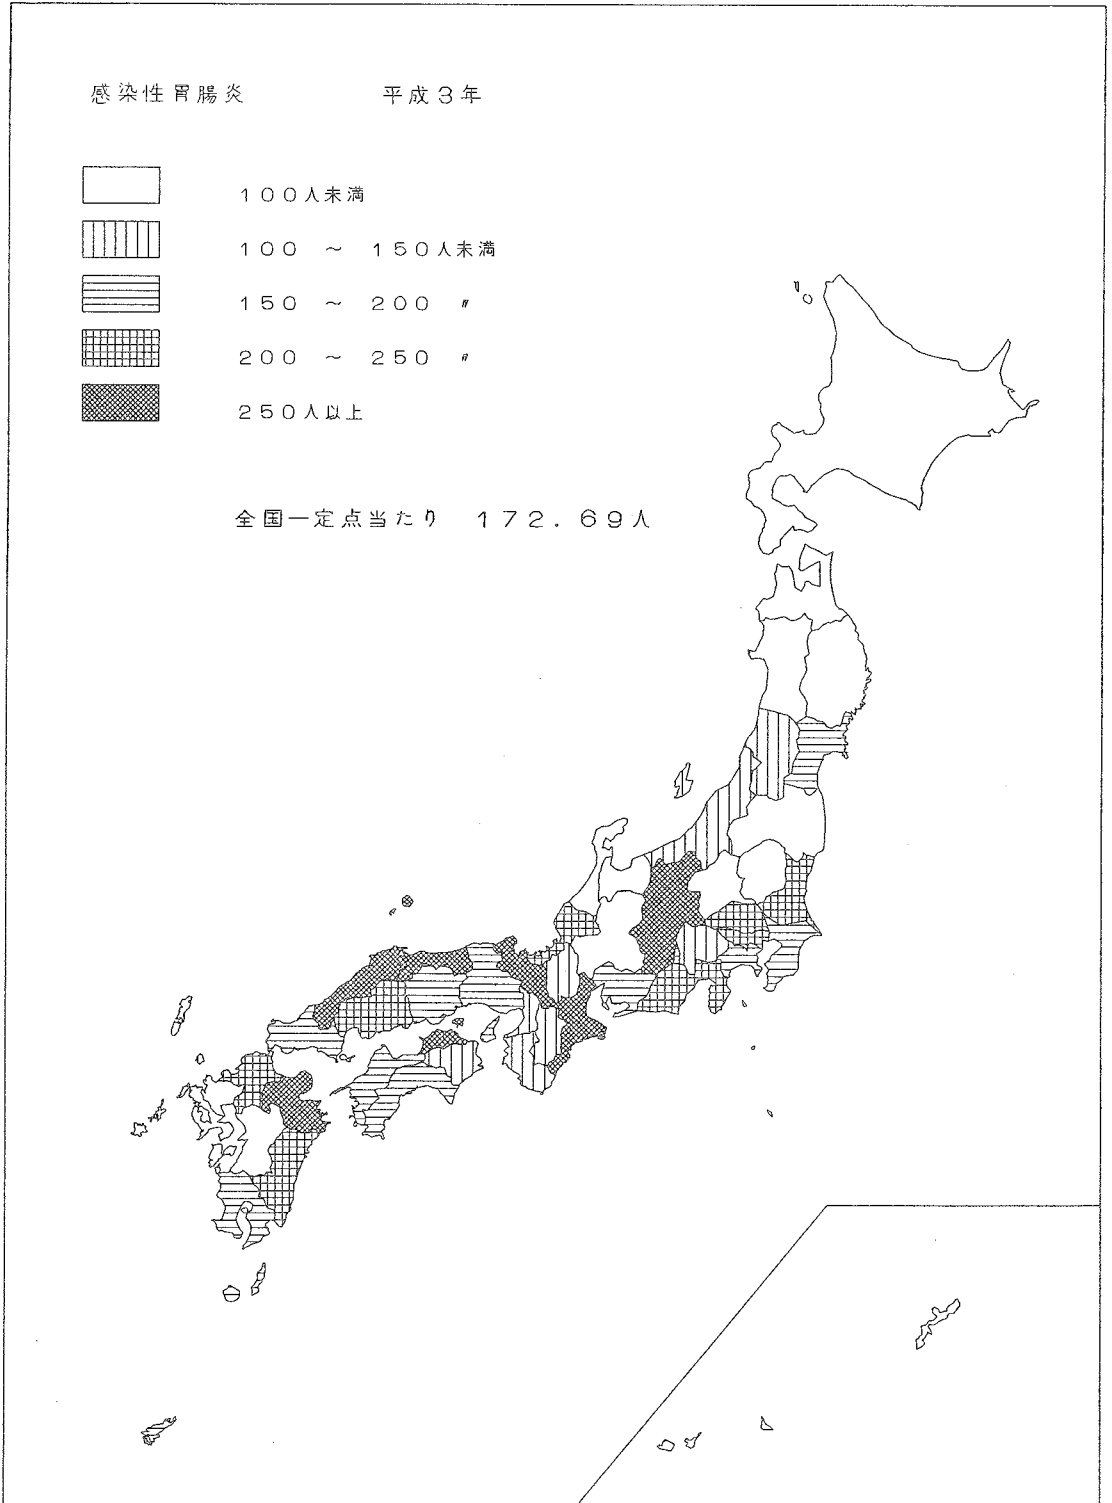 感染性胃腸炎　平成３年
１００人未満
１００　～　１５０人未満
１５０　～　２００　〃
２００　～　２５０　〃
２５０人以上
全国一定点当たり　１７２．６９人